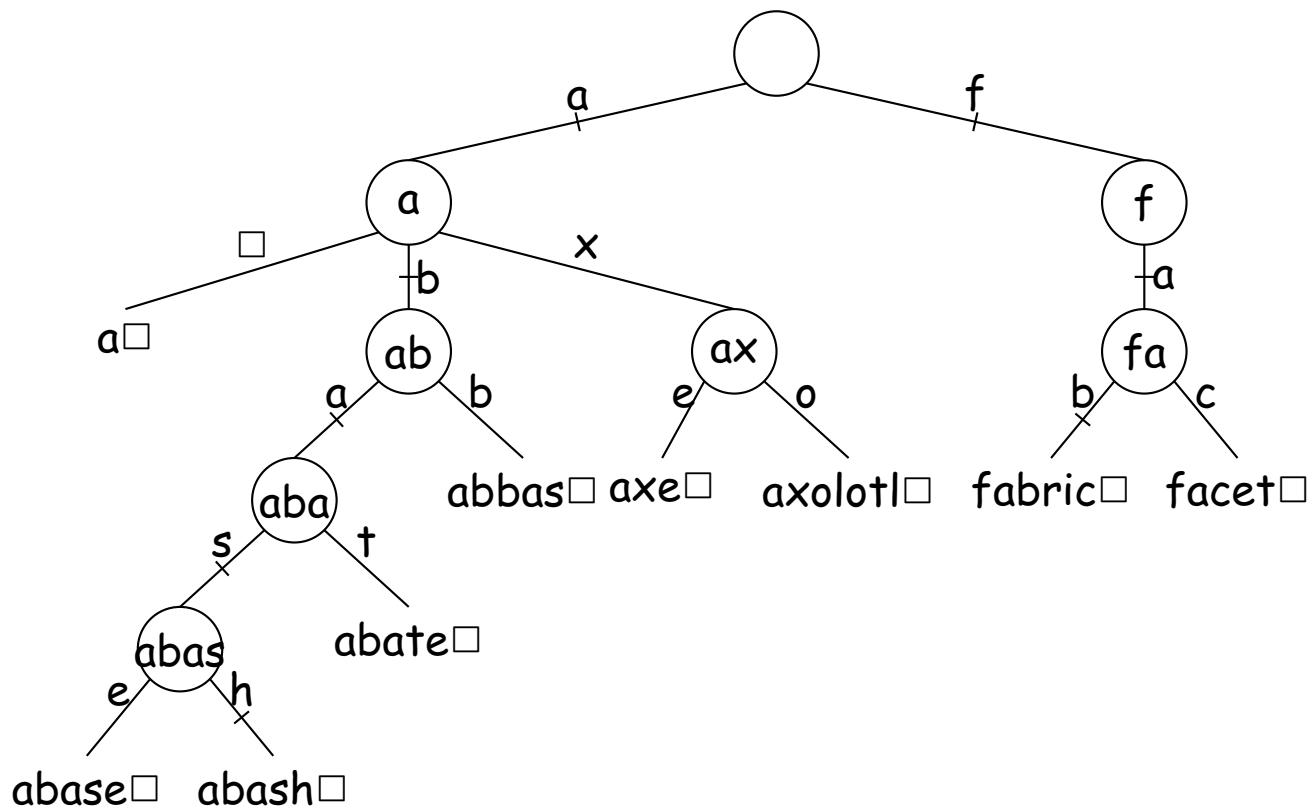 a f
a f
□ b x a
a□ ab ax fa
a b e o b c
aba abbas□ axe□ axolotl□ fabric□ facet□
s t
abas abate□
e h
abase□ abash□